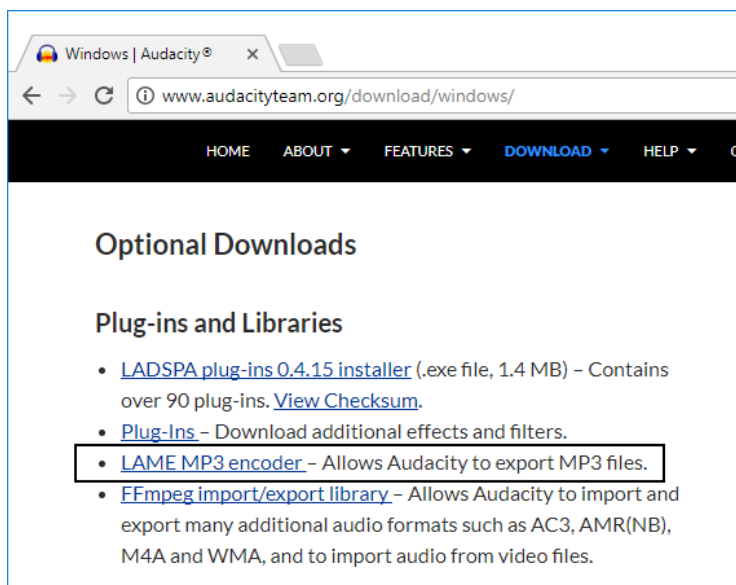 Windows | Audacity®
www.audacityteam.org/download/windows/
HOME ABOUT FEATURES DOWNLOAD HELP
Optional Downloads
Plug-ins and Libraries
• LADSPA plug-ins 0.4.15 installer (.exe file, 1.4 MB) – Contains
over 90 plug-ins. View Checksum.
• Plug-Ins – Download additional effects and filters.
• LAME MP3 encoder – Allows Audacity to export MP3 files.
• FFmpeg import/export library – Allows Audacity to import and
export many additional audio formats such as AC3, AMR(NB),
M4A and WMA, and to import audio from video files.